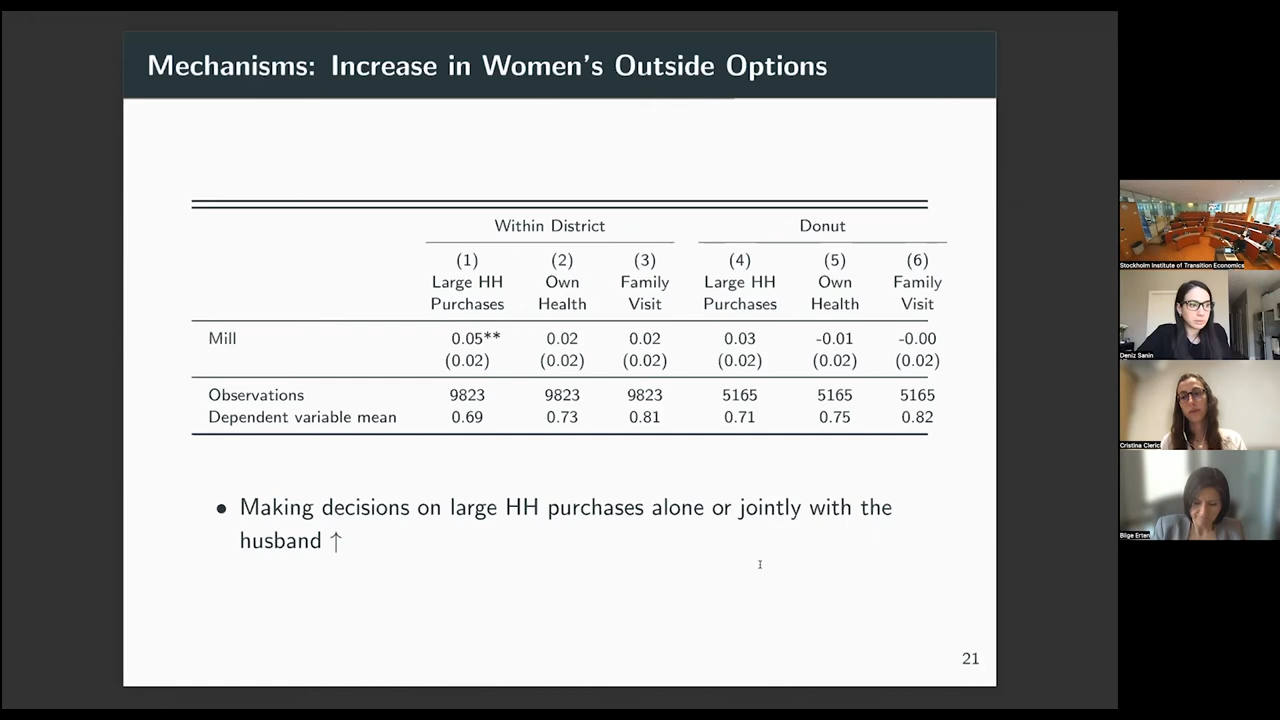 Mechanisms: Increase in Women's Outside Options
Within District Donut
(1) (2) (3) (4) (5) (6)
Large HH Own Family Large HH Own Family
Purchases Health Visit Purchases Health Visit
Mill 0.05** 0.02 0.02 0.03 -0.01 -0.00
(0.02) (0.02) (0.02) (0.02) (0.02) (0.02)
Observations 9823 9823 9823 5165 5165 5165
Dependent variable mean 0.69 0.73 0.81 0.71 0.75 0.82
• Making decisions on large HH purchases alone or jointly with the
husband ↑
21
Stockholm Institute of Transition Economics
Deniz Sanin
Cristina Clerici
Bilge Erten